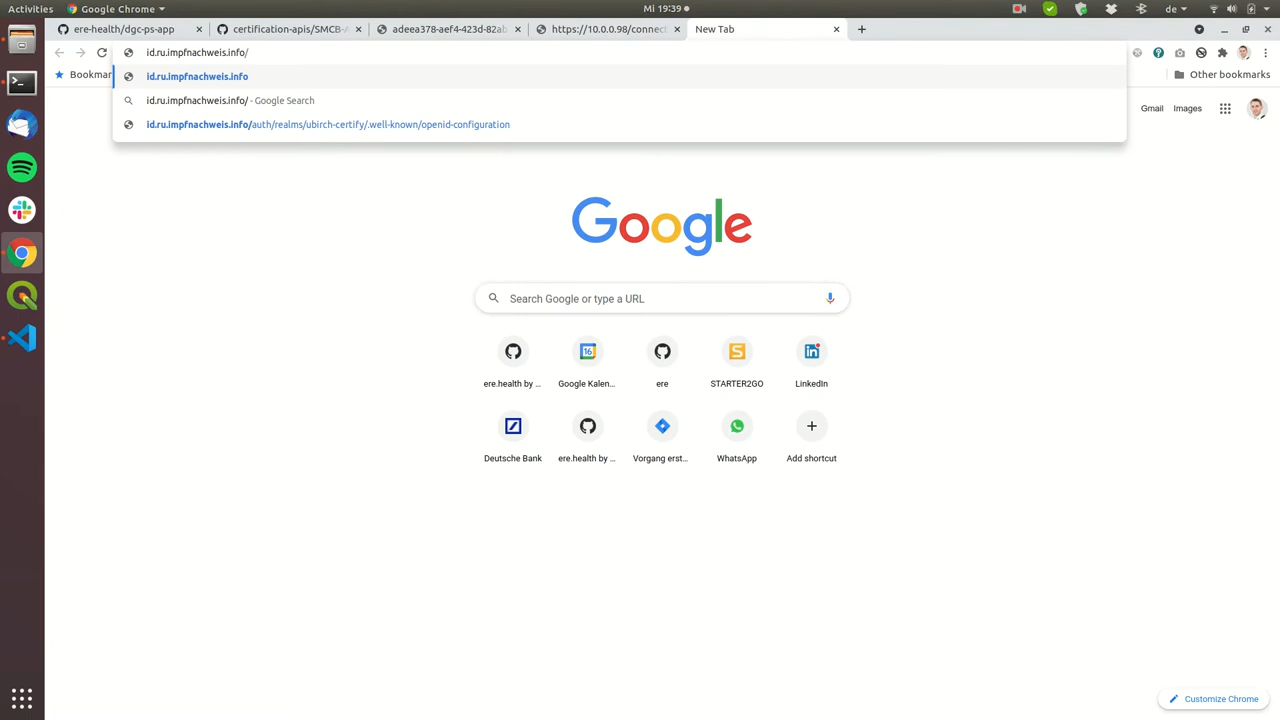 Activities Google Chrome Mi 19:39 de
ere-health/dgc-ps-app certification-apis/SMCB- adeea378-aef4-423d-82ab https://10.0.0.98/connect New Tab
id.ru.impfnachweis.info/
Bookmar Other bookmarks
id.ru.impfnachweis.info
id.ru.impfnachweis.info/ - Google Search
id.ru.impfnachweis.info/auth/realms/ubirch-certify/.well-known/openid-configuration
Gmail Images
Google
Search Google or type a URL
16
ere.health by ... Google Kalen... ere STARTER2GO LinkedIn
Deutsche Bank ere.health by ... Vorgang erst... WhatsApp Add shortcut
Customize Chrome